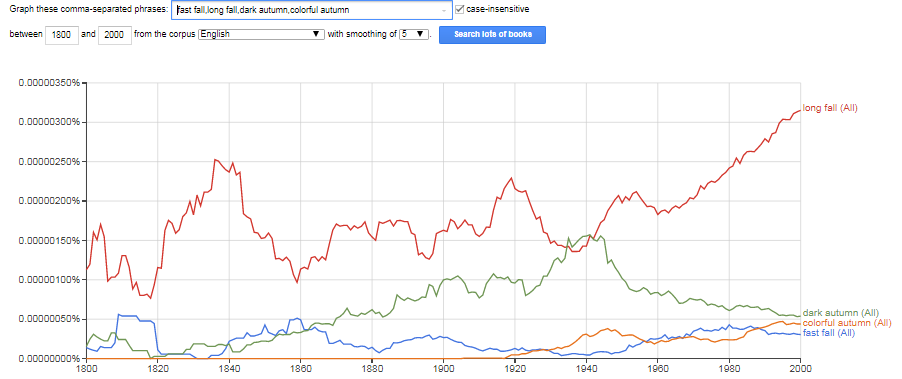 Graph these comma-separated phrases: fast fall,long fall,dark autumn,colorful autumn case-insensitive
between 1800 and 2000 from the corpus English with smoothing of 5 . Search lots of books
0.00000350%
0.00000300%
long fall (All)
0.00000250%
0.00000200%
0.00000150%
0.00000100%
0.00000050%
dark autumn (All)
colorful autumn (All)
fast fall (All)
0.00000000%
1800 1820 1840 1860 1880 1900 1920 1940 1960 1980 2000